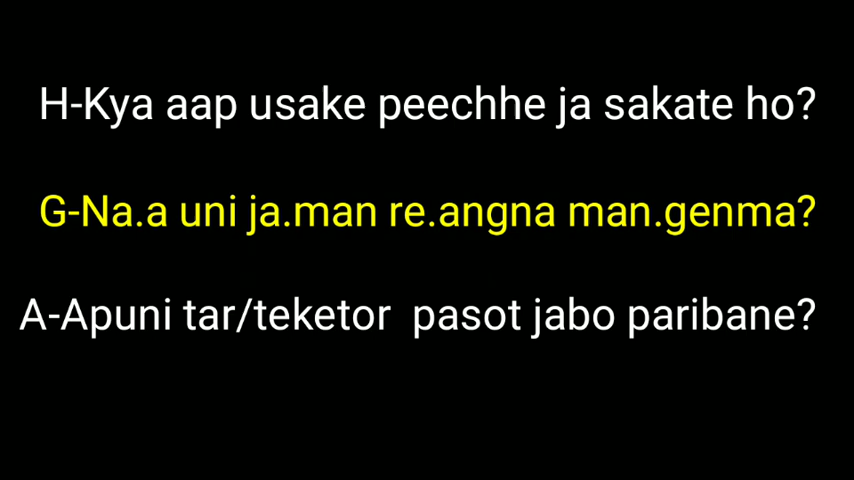 H-Kya aap usake peechhe ja sakate ho?
G-Na.a uni ja.man re.angna man.genma?
A-Apuni tar/teketor pasot jabo paribane?